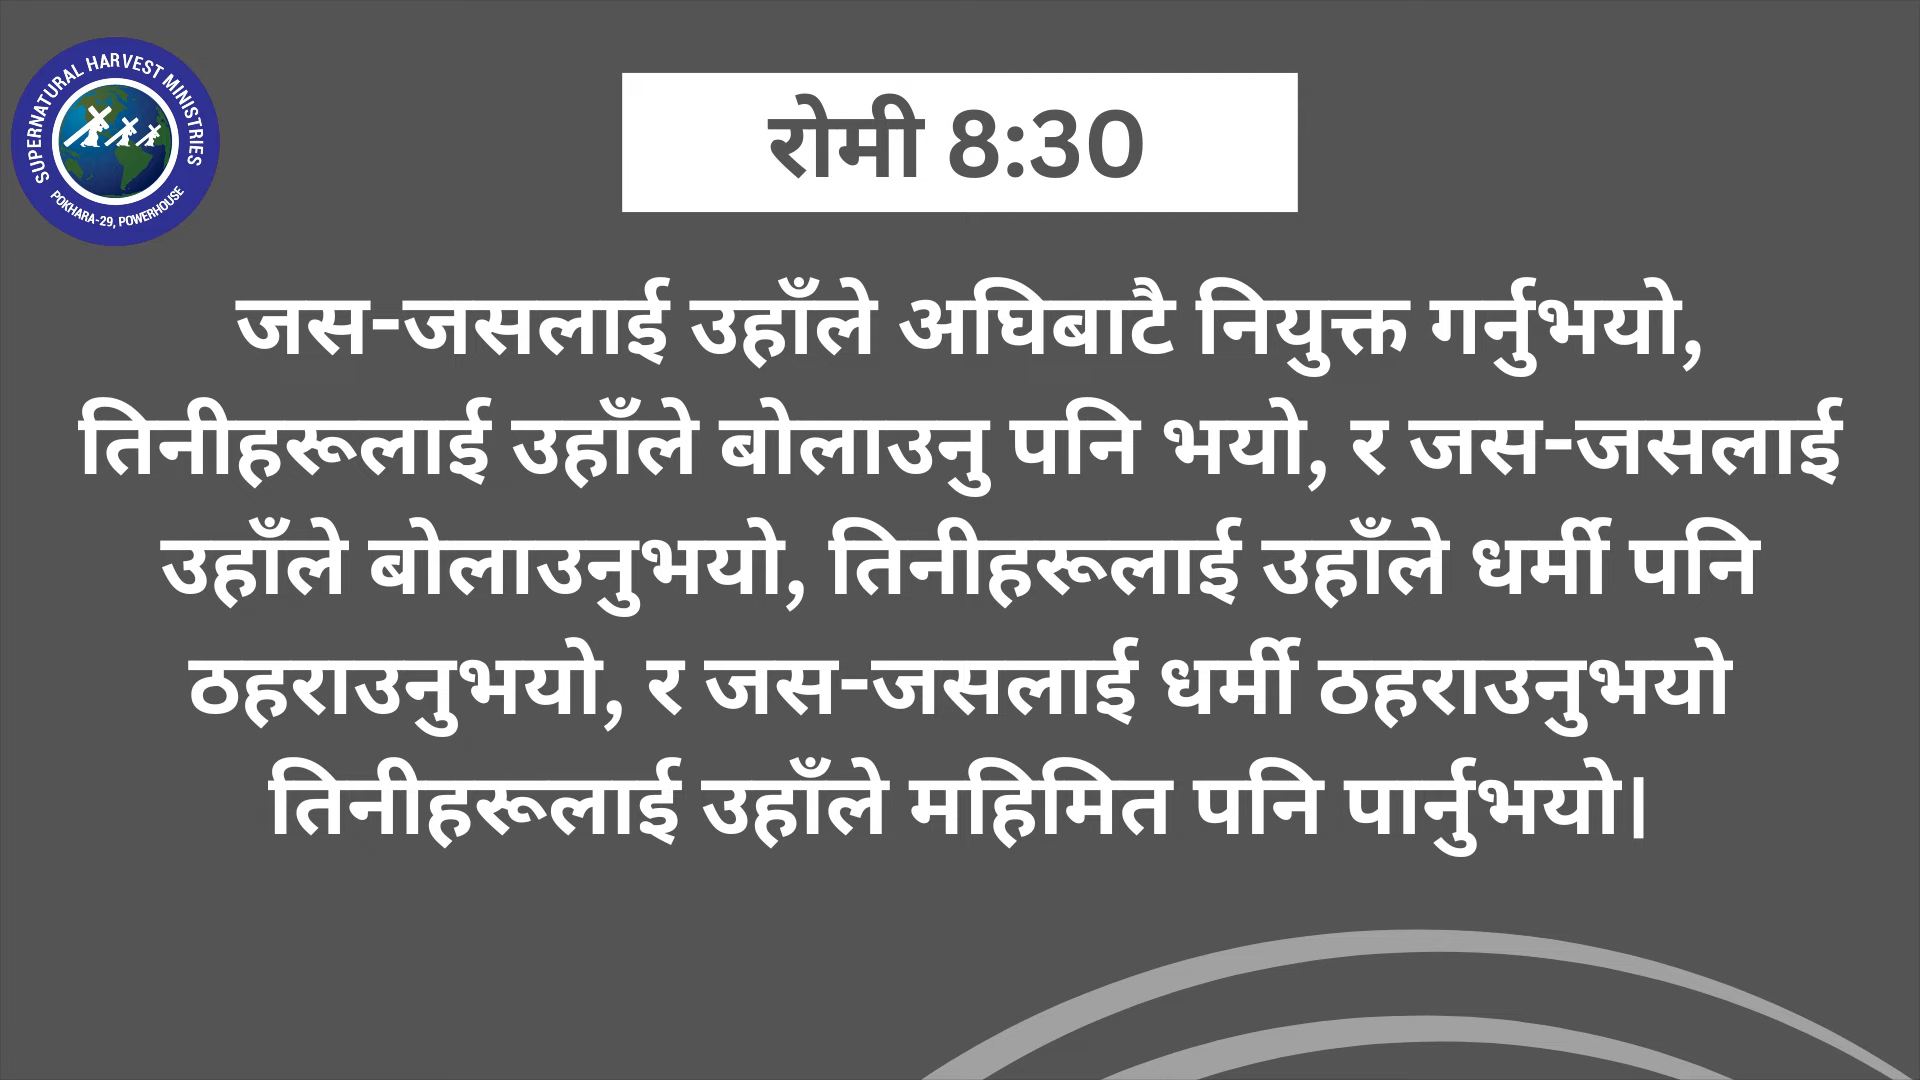 SUPERNATURAL HARVEST MINISTRIES
POKHARA-29, POWERHOUSE
रोमी 8:30
जस-जसलाई उहाँले अघिबाटै नियुक्त गर्नुभयो,
तिनीहरूलाई उहाँले बोलाउनु पनि भयो, र जस-जसलाई
उहाँले बोलाउनुभयो, तिनीहरूलाई उहाँले धर्मी पनि
ठहराउनुभयो, र जस-जसलाई धर्मी ठहराउनुभयो
तिनीहरूलाई उहाँले महिमित पनि पार्नुभयो।